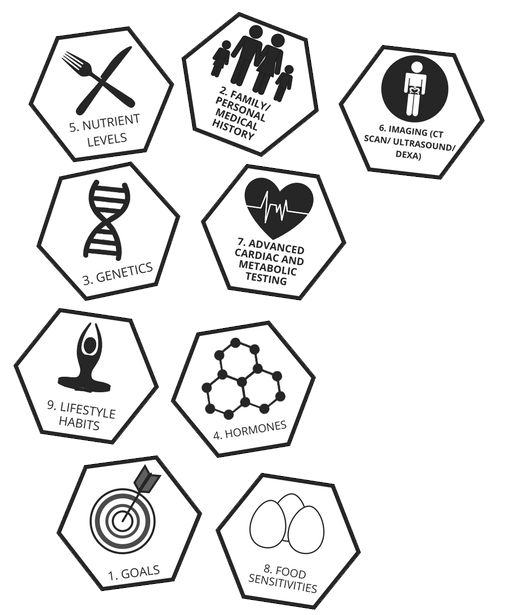 5. NUTRIENT
LEVELS
2. FAMILY/
PERSONAL
MEDICAL
HISTORY
6. IMAGING (CT
SCAN/ ULTRASOUND/
DEXA)
3. GENETICS
7. ADVANCED
CARDIAC AND
METABOLIC
TESTING
9. LIFESTYLE
HABITS
4. HORMONES
1. GOALS
8. FOOD
SENSITIVITIES